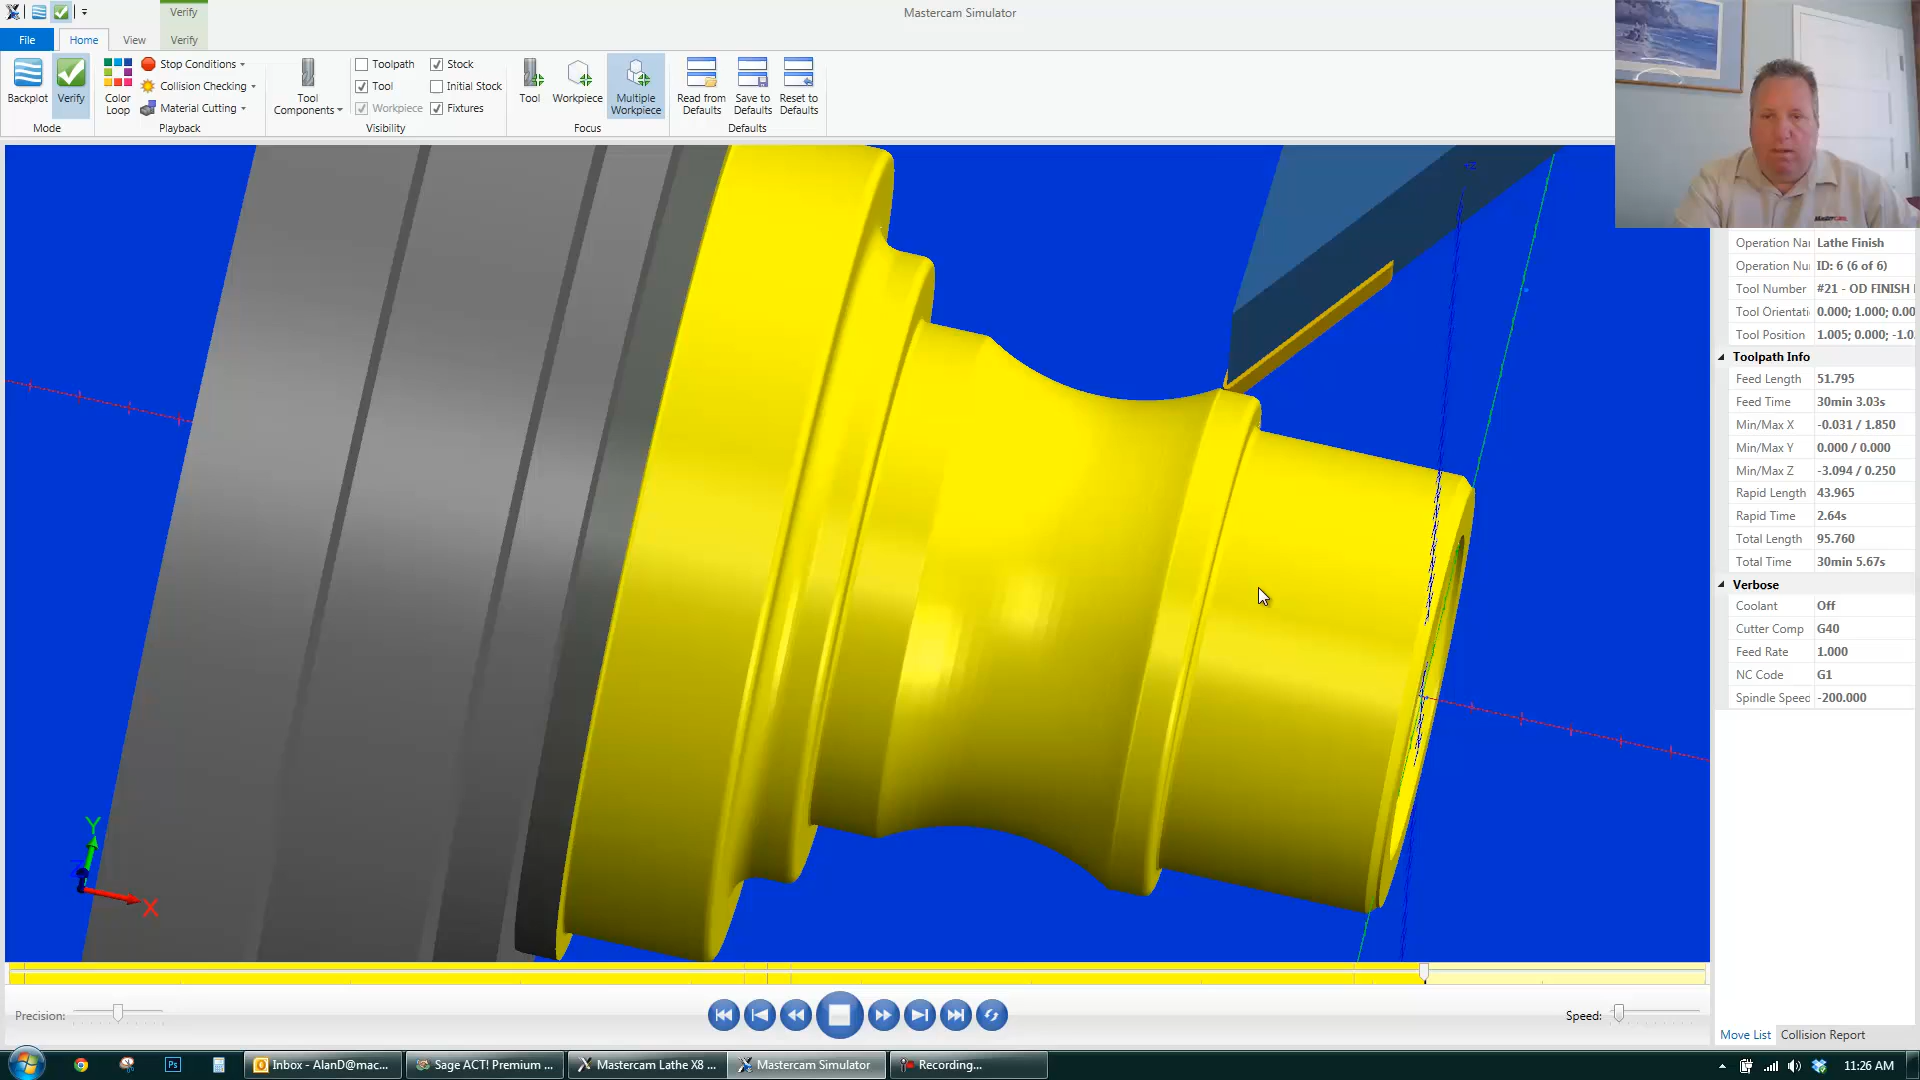 Verify
Mastercam Simulator
File
Home
View
Verify
Backplot
Verify
Mode
Color Loop
Stop Conditions
Collision Checking
Material Cutting
Playback
Tool Components
Toolpath
Tool
Workpiece
Stock
Initial Stock
Fixtures
Visibility
Tool
Workpiece
Multiple Workpiece
Focus
Read from Defaults
Save to Defaults
Reset to Defaults
Defaults
Operation Na Lathe Finish
Operation Nu ID: 6 (6 of 6)
Tool Number #21 - OD FINISH
Tool Orientati 0.000; 1.000; 0.00
Tool Position 1.005; 0.000; -1.0
Toolpath Info
Feed Length 51.795
Feed Time 30min 3.03s
Min/Max X -0.031 / 1.850
Min/Max Y 0.000 / 0.000
Min/Max Z -3.094 / 0.250
Rapid Length 43.965
Rapid Time 2.64s
Total Length 95.760
Total Time 30min 5.67s
Verbose
Coolant Off
Cutter Comp G40
Feed Rate 1.000
NC Code G1
Spindle Speed -200.000
Y
Z
X
Precision:
Speed:
Move List
Collision Report
Inbox - AlanD@mac...
Sage ACT! Premium ...
Mastercam Lathe X8 ...
Mastercam Simulator
Recording...
11:26 AM